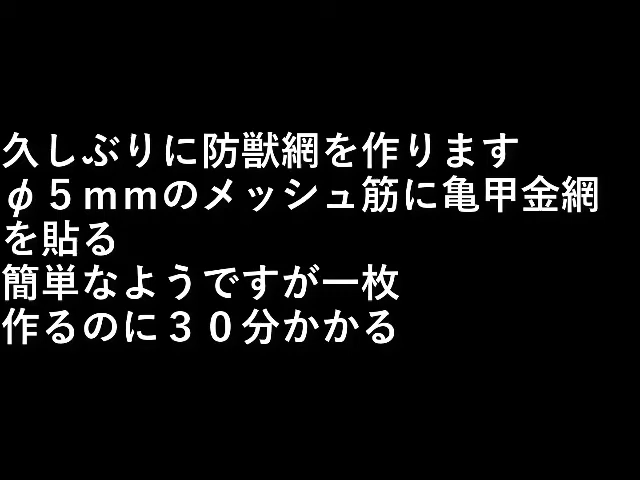 久しぶりに防獣網を作ります
φ５ｍｍのメッシュ筋に亀甲金網
を貼る
簡単なようですが一枚
作るのに３０分かかる